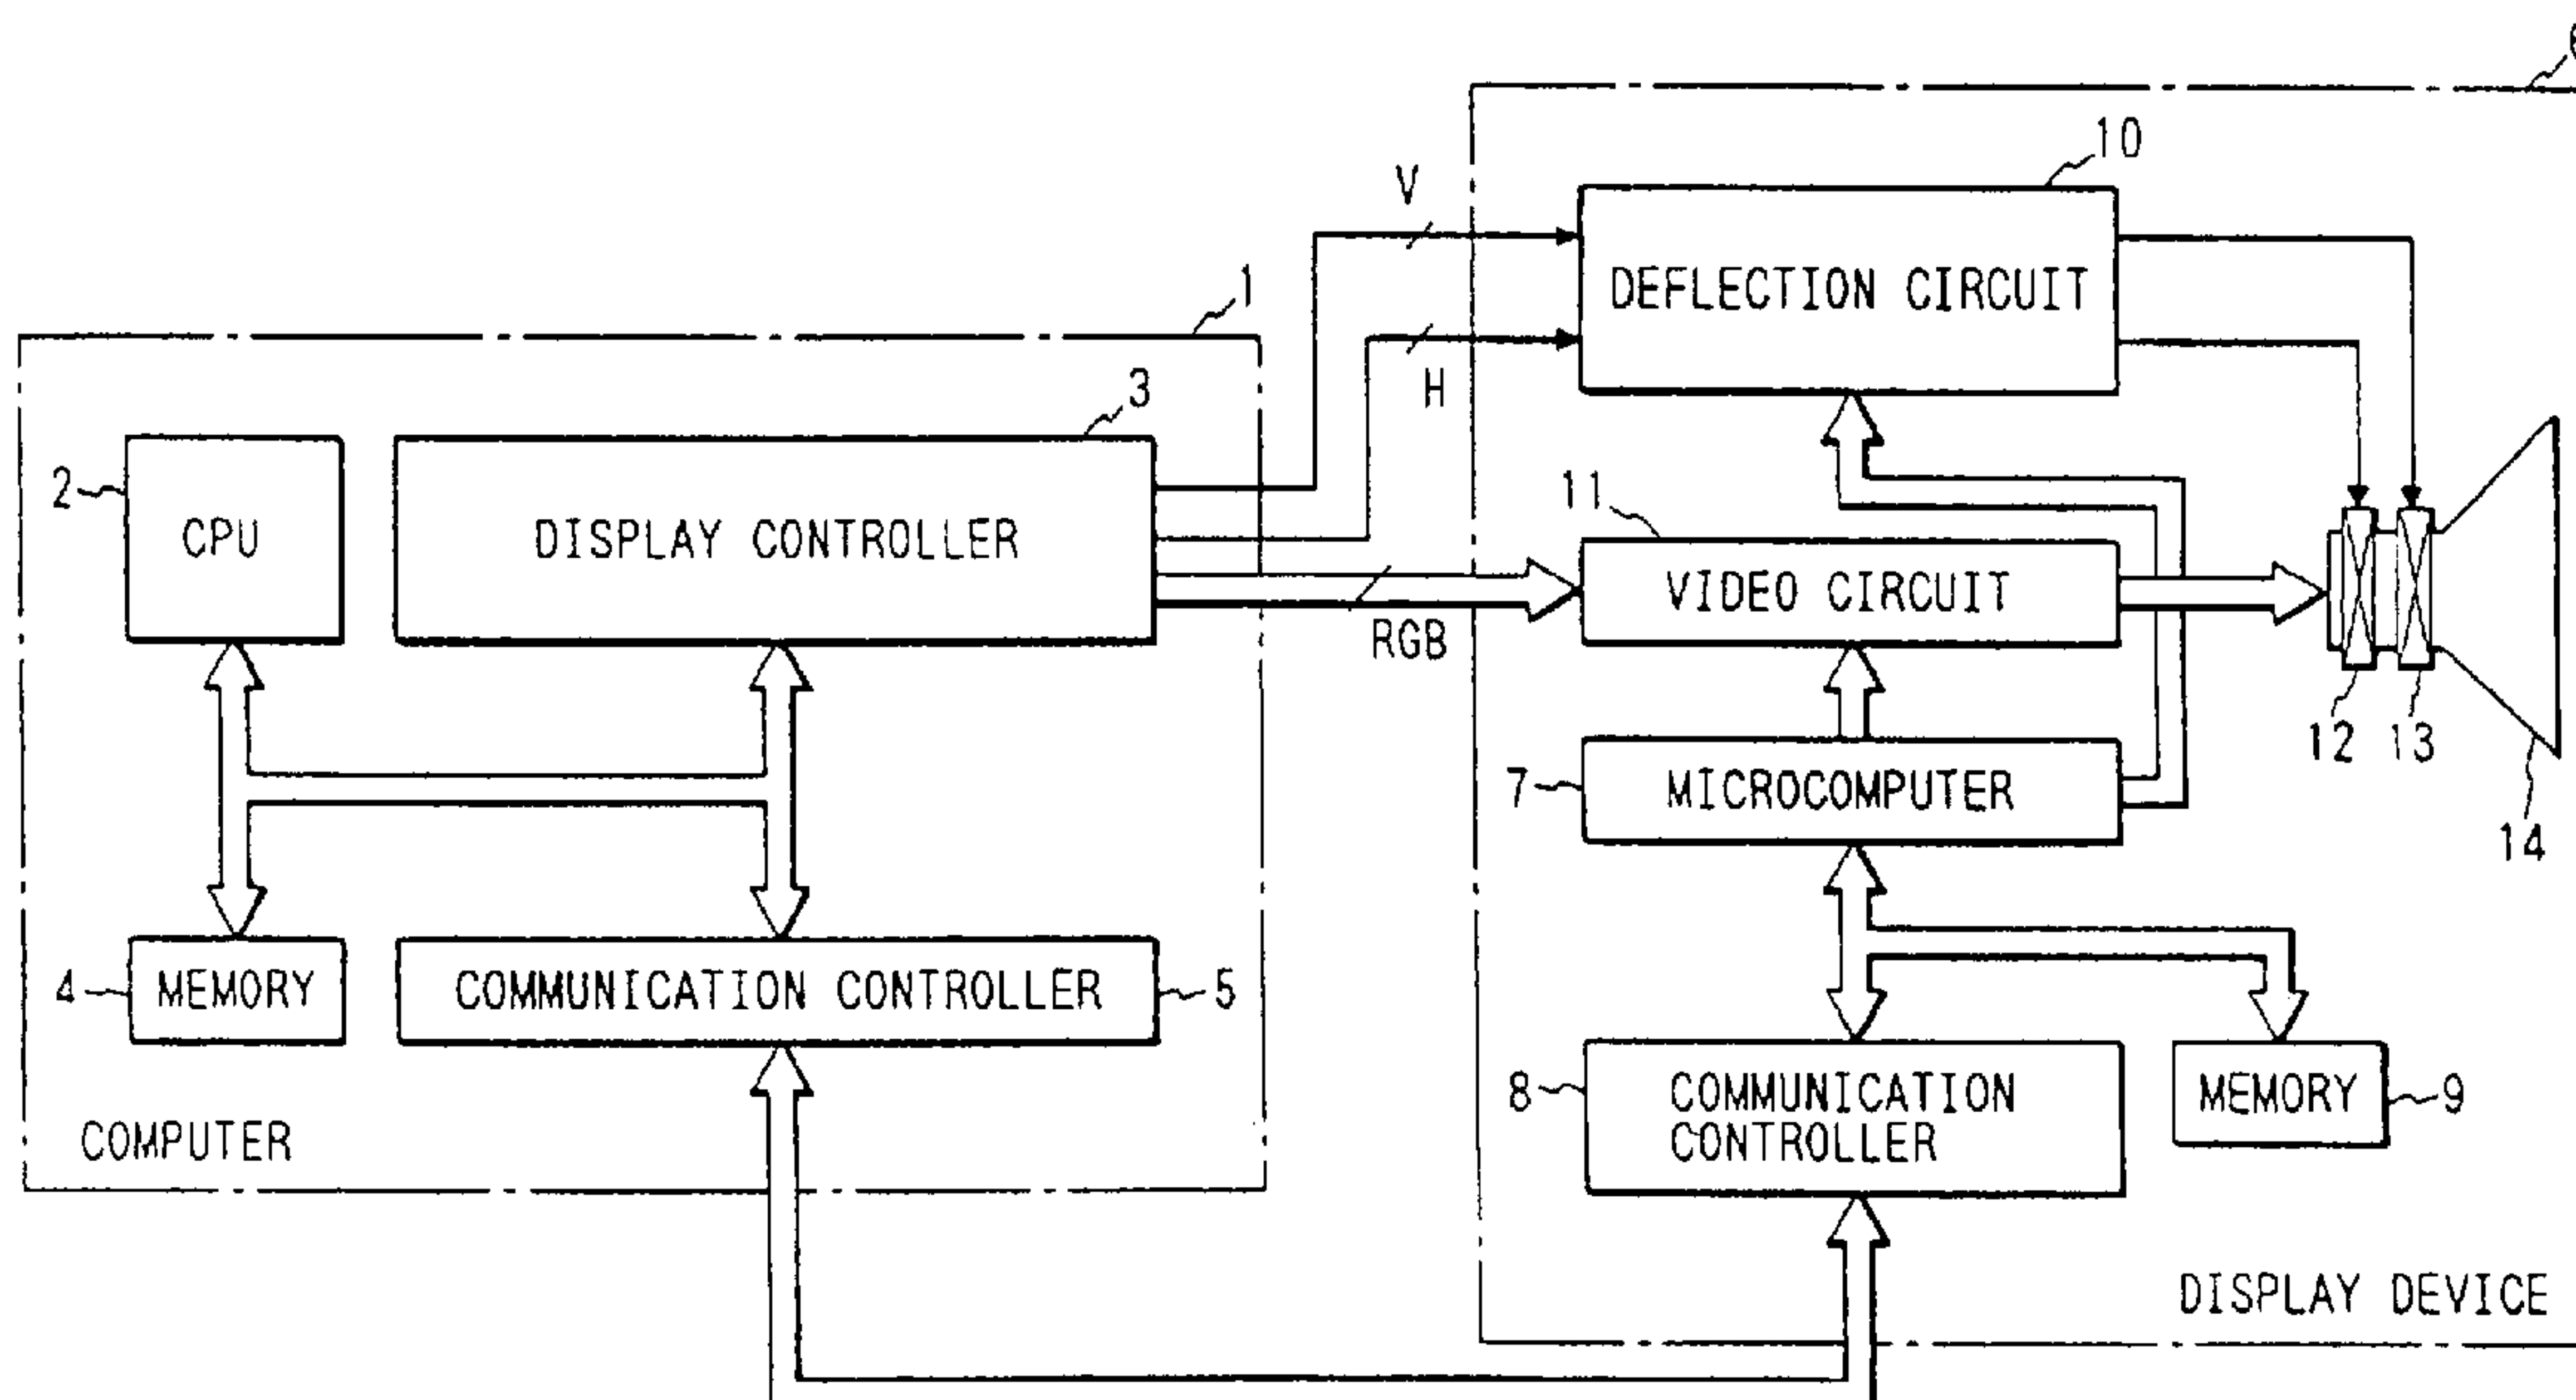 6
10
V
DEFLECTION CIRCUIT
1
H
3
2
CPU
DISPLAY CONTROLLER
11
VIDEO CIRCUIT
RGB
12
13
7
MICROCOMPUTER
14
4
MEMORY
COMMUNICATION CONTROLLER
5
8
COMMUNICATION
CONTROLLER
MEMORY
9
COMPUTER
DISPLAY DEVICE